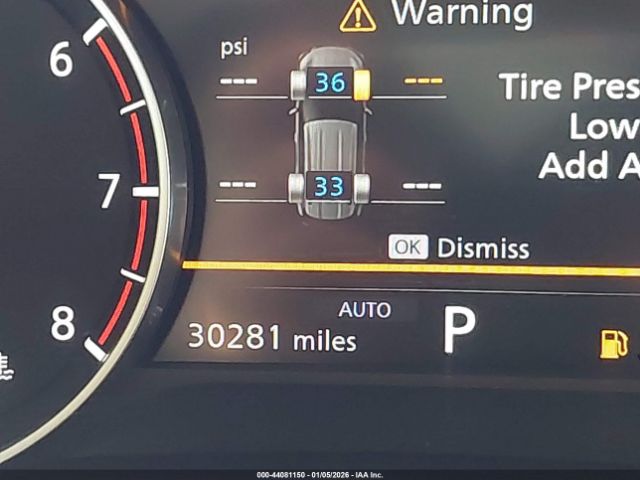 Warning
psi
6
--- 36 ---
Tire Pres
Low
Add A
7
--- 33 ---
OK Dismiss
8
AUTO
30281 miles
P
000-44081150 - 01/05/2026 - IAA Inc.